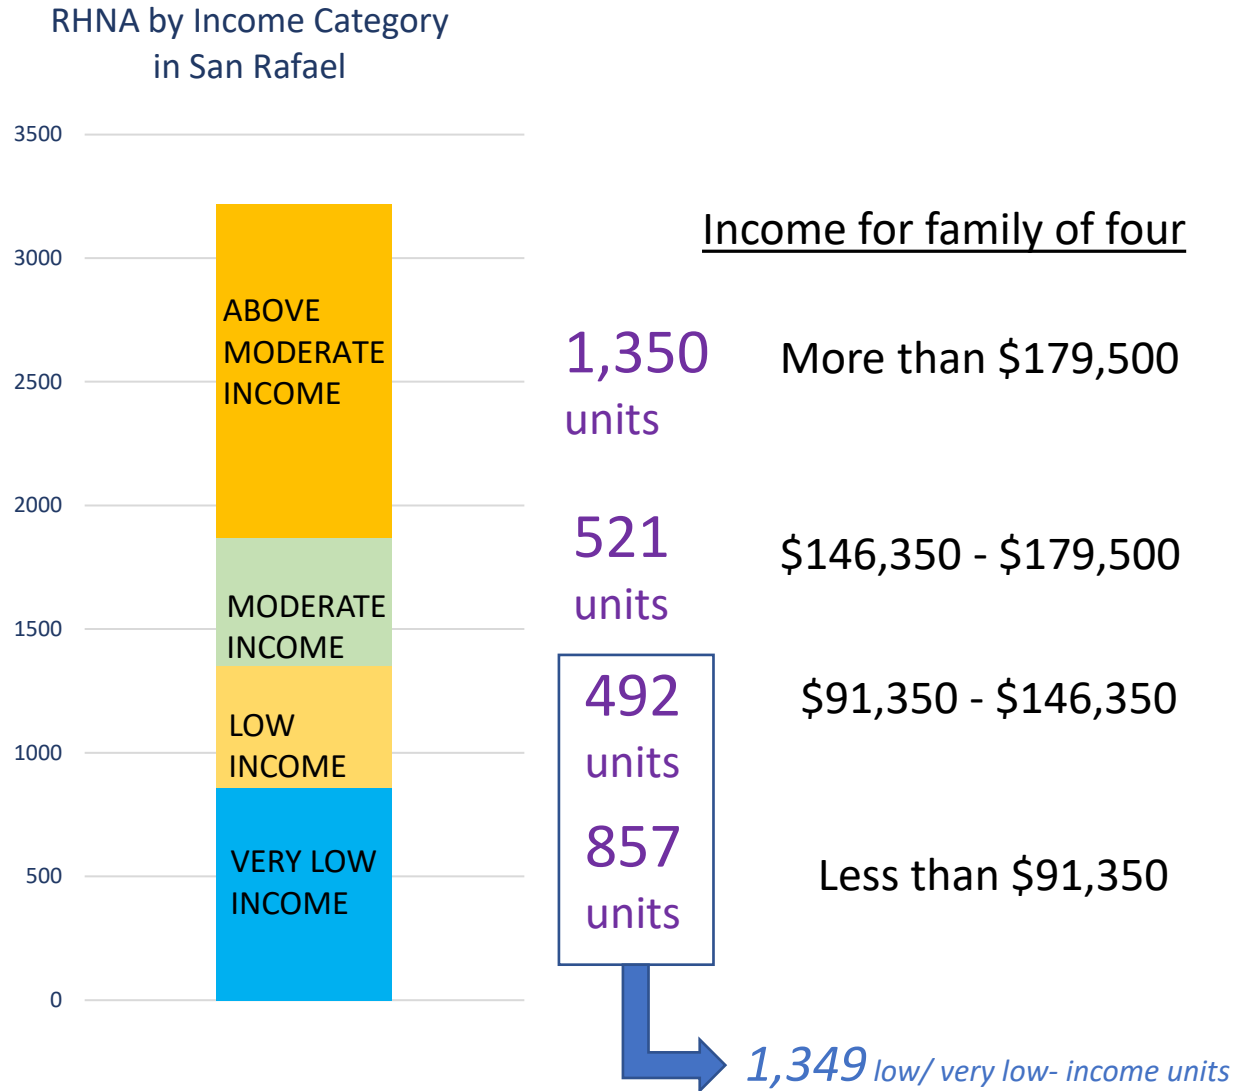 RHNA by Income Category
in San Rafael
3500
3000
2500
2000
1500
1000
500
0
ABOVE
MODERATE
INCOME
MODERATE
INCOME
LOW
INCOME
VERY LOW
INCOME
1,350
units
521
units
492
units
857
units
Income for family of four
More than $179,500
$146,350 - $179,500
$91,350 - $146,350
Less than $91,350
1,349 low/ very low- income units